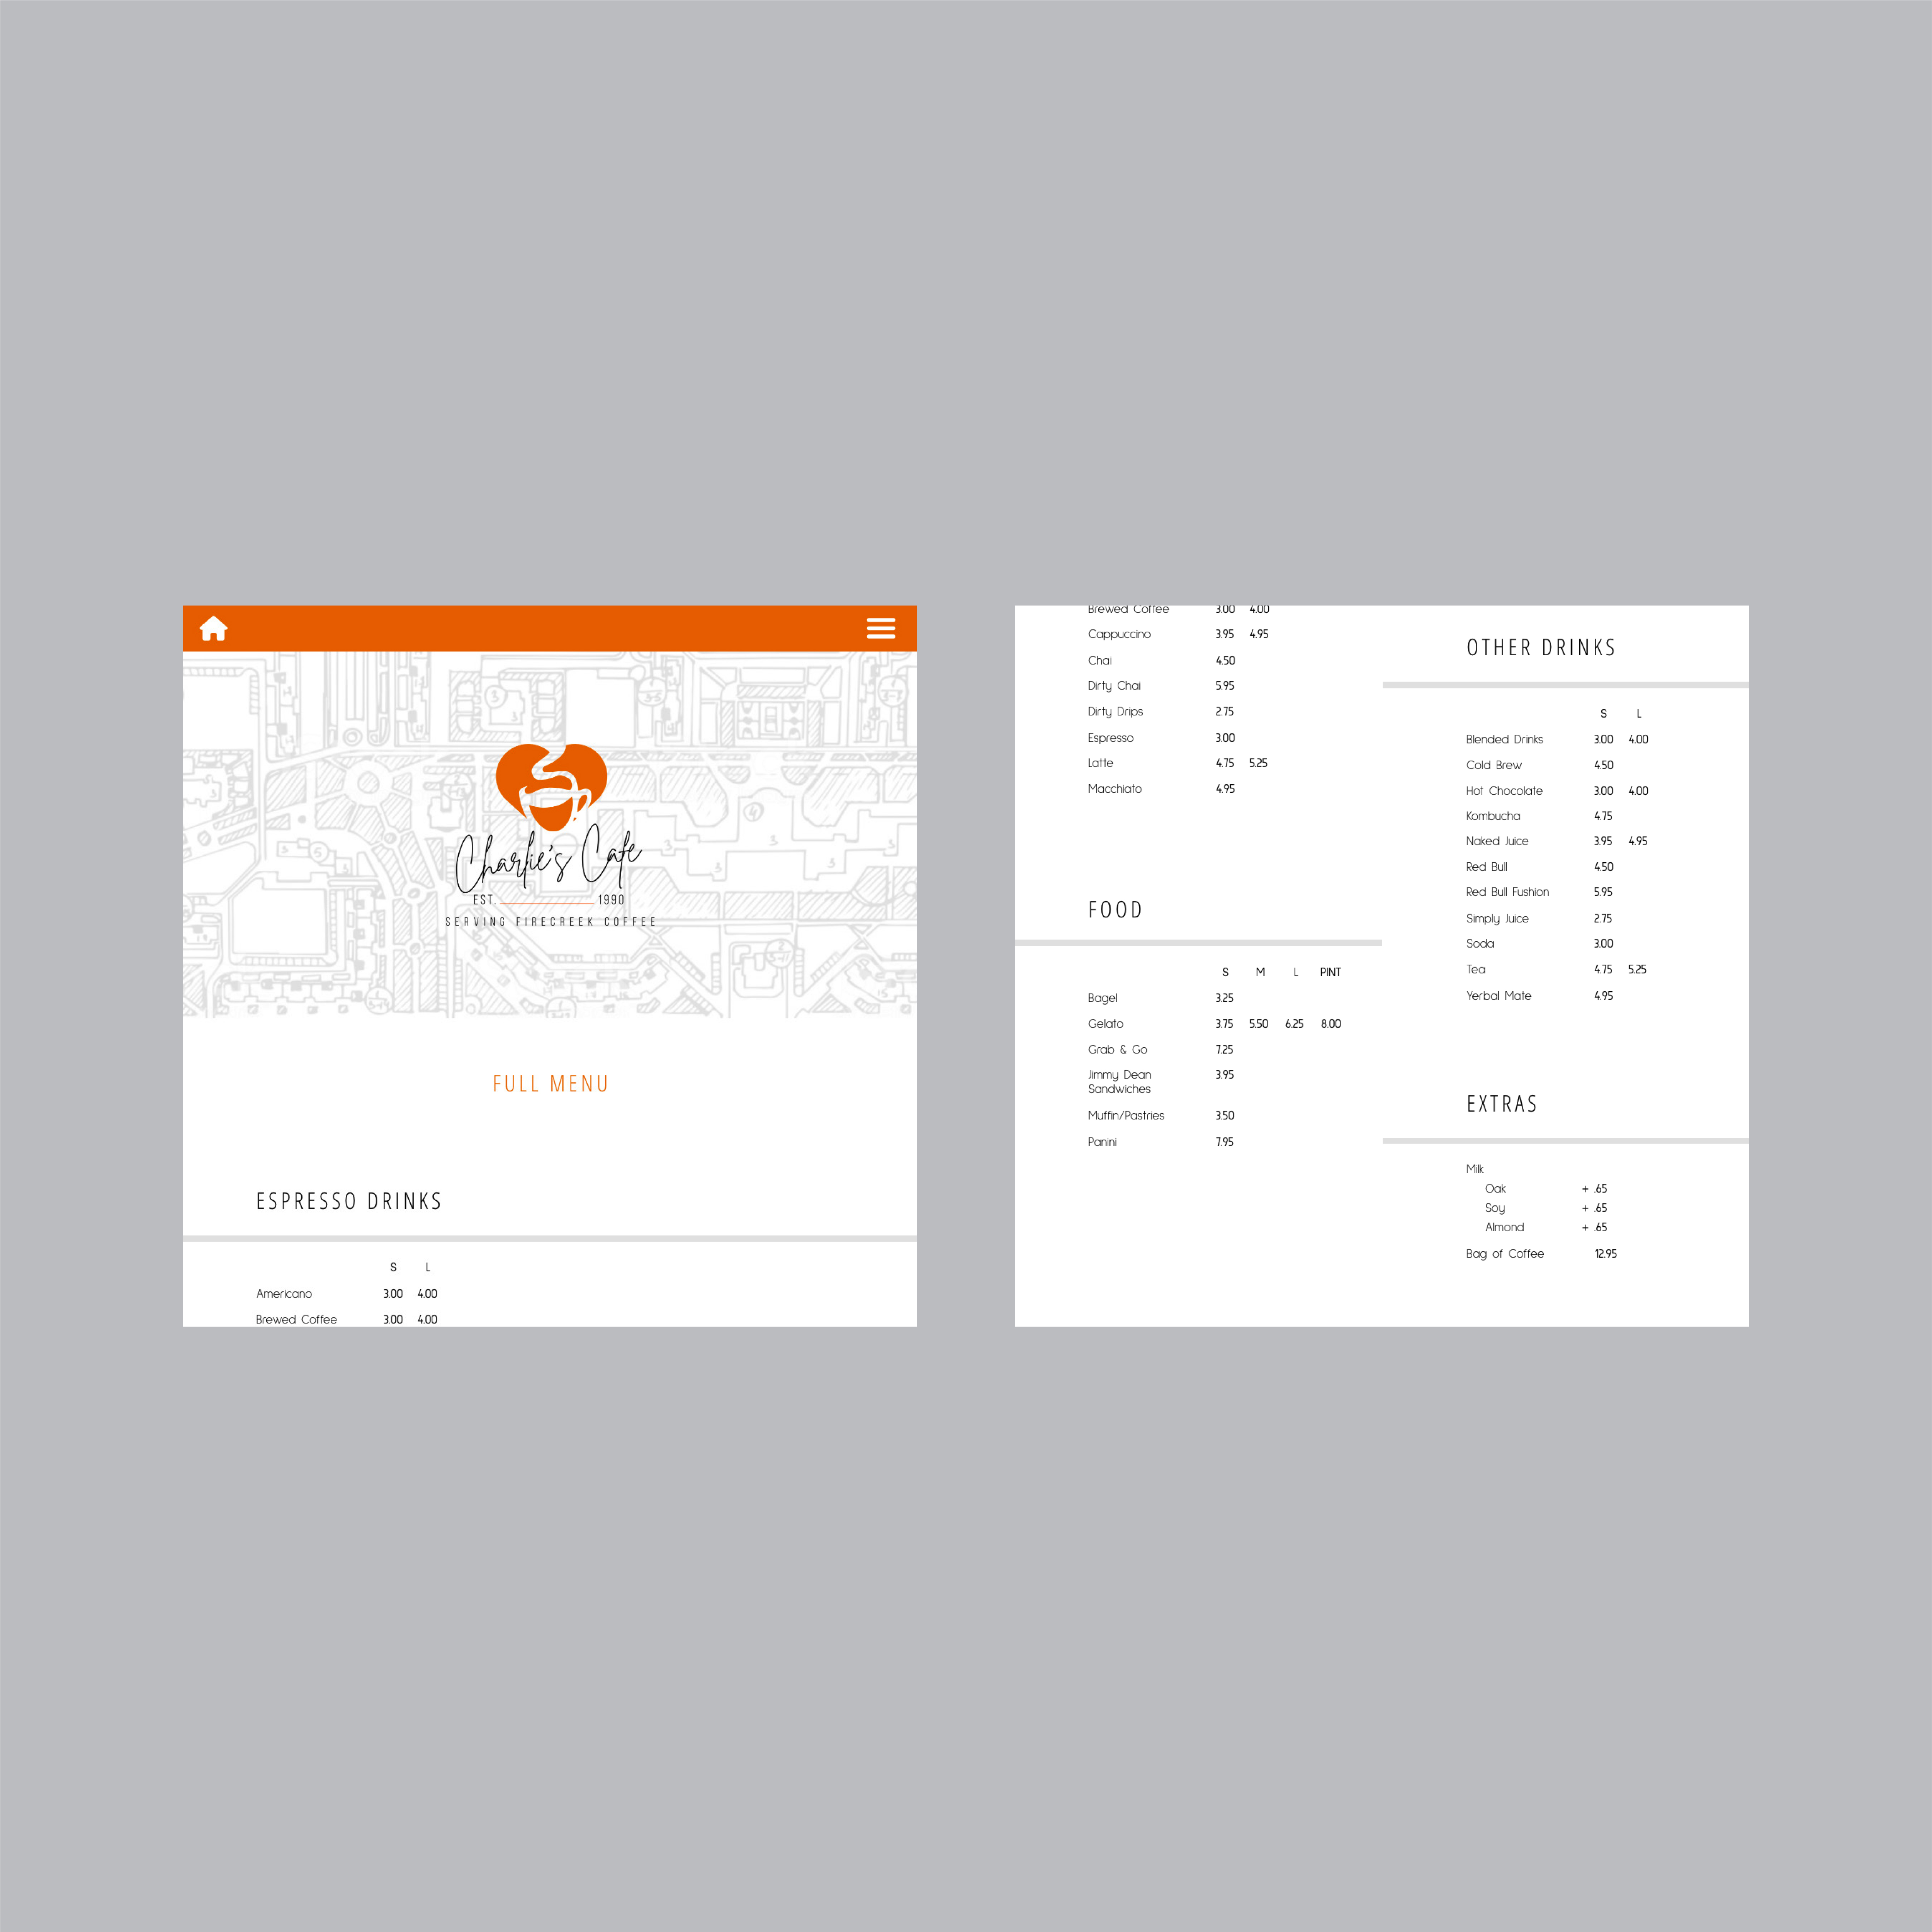 Charlie's Cafe
EST. 1990
SERVING FIRECREEK COFFEE
FULL MENU
ESPRESSO DRINKS
S L
Americano 3.00 4.00
Brewed Coffee 3.00 4.00
Brewed Coffee 3.00 4.00
Cappuccino 3.95 4.95
Chai 4.50
Dirty Chai 5.95
Dirty Drips 2.75
Espresso 3.00
Latte 4.75 5.25
Macchiato 4.95
FOOD
S M L PINT
Bagel 3.25
Gelato 3.75 5.50 6.25 8.00
Grab & Go 7.25
Jimmy Dean 3.95
Sandwiches
Muffin/Pastries 3.50
Panini 7.95
OTHER DRINKS
S L
Blended Drinks 3.00 4.00
Cold Brew 4.50
Hot Chocolate 3.00 4.00
Kombucha 4.75
Naked Juice 3.95 4.95
Red Bull 4.50
Red Bull Fushion 5.95
Simply Juice 2.75
Soda 3.00
Tea 4.75 5.25
Yerbal Mate 4.95
EXTRAS
Milk
Oak + .65
Soy + .65
Almond + .65
Bag of Coffee 12.95